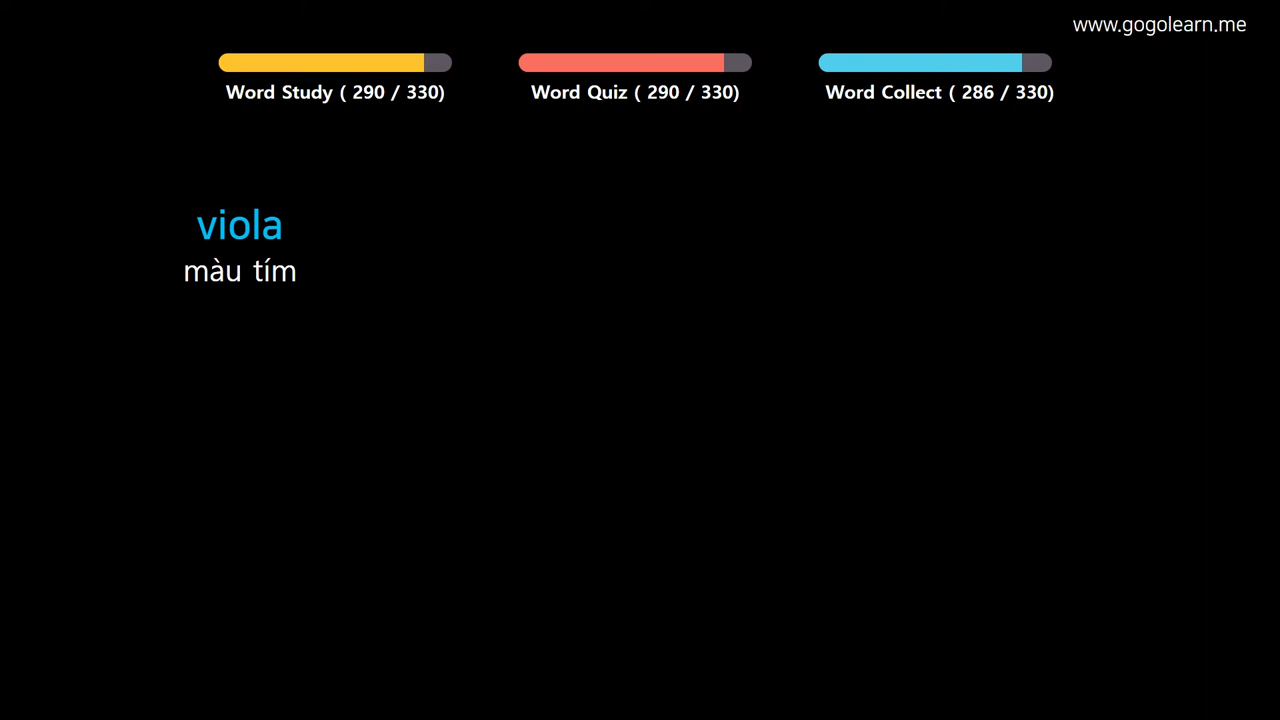 www.gogolearn.me
Word Study ( 290 / 330)
Word Quiz ( 290 / 330)
Word Collect ( 286 / 330)
viola
màu tím